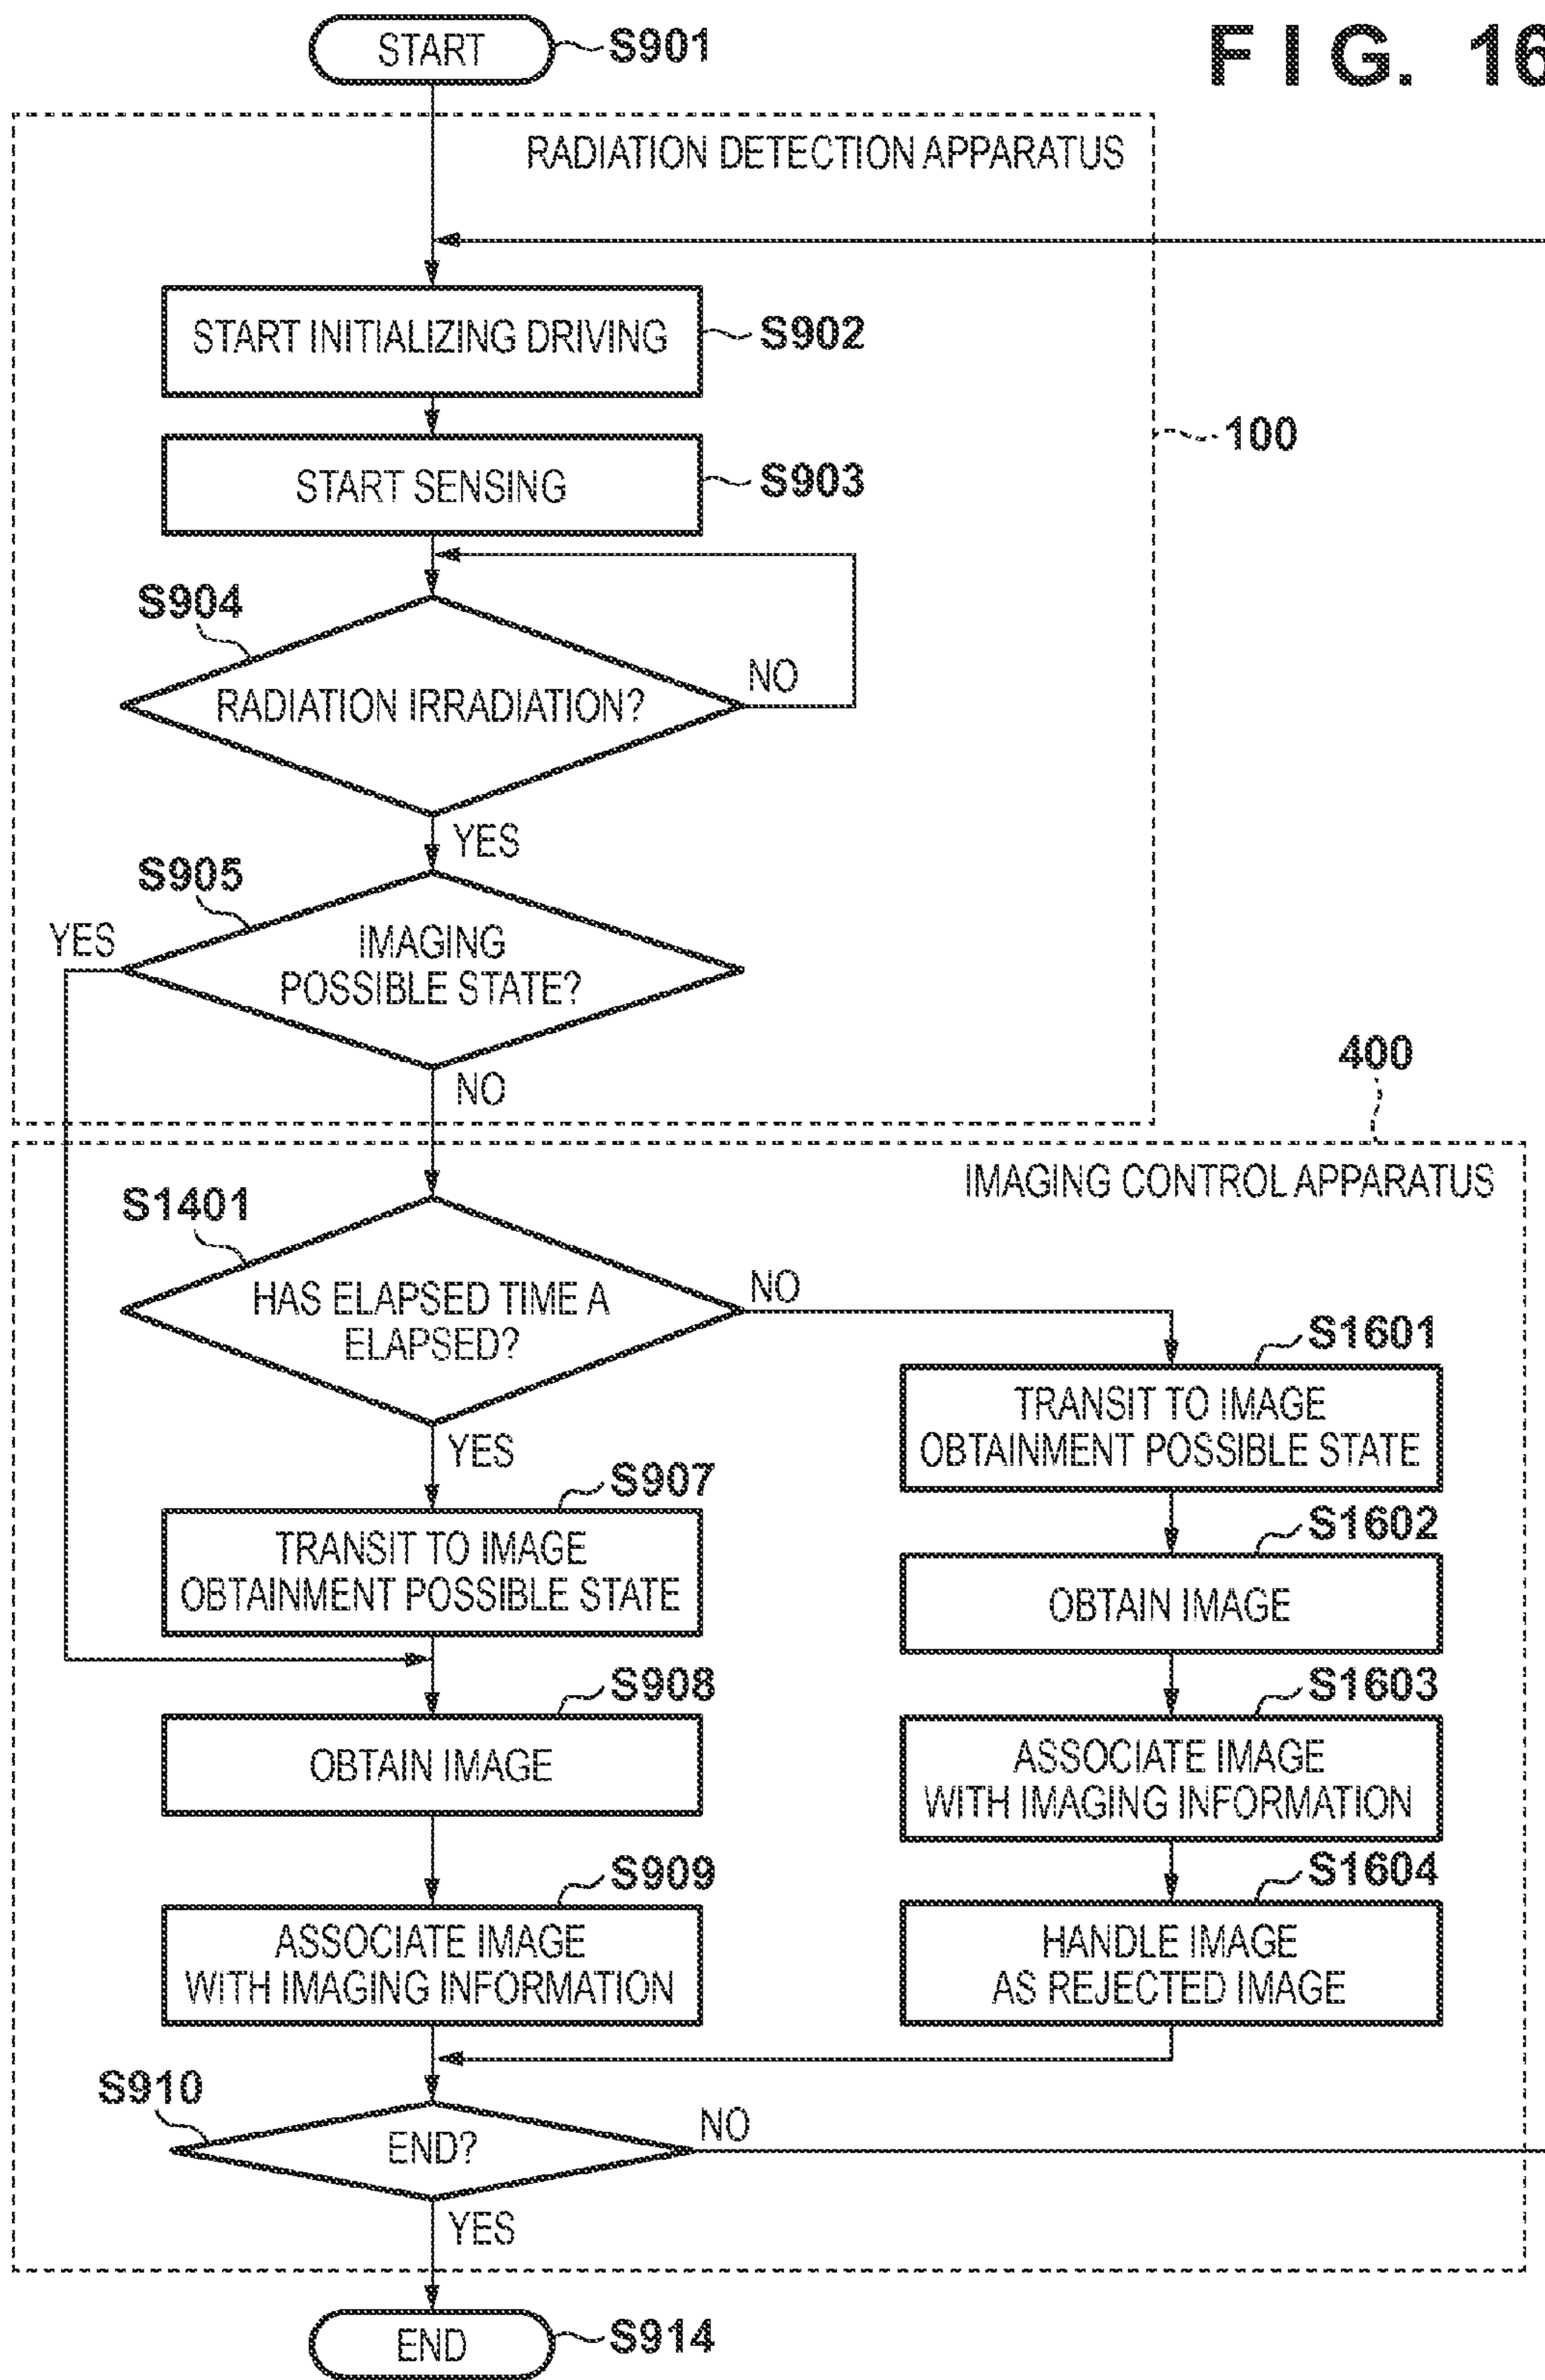 FIG. 16
START
S901
RADIATION DETECTION APPARATUS
START INITIALIZING DRIVING
S902
100
START SENSING
S903
S904
RADIATION IRRADIATION?
NO
YES
S905
YES
IMAGING
POSSIBLE STATE?
NO
400
IMAGING CONTROL APPARATUS
S1401
HAS ELAPSED TIME A
ELAPSED?
NO
YES
S1601
TRANSIT TO IMAGE
OBTAINMENT POSSIBLE STATE
S907
TRANSIT TO IMAGE
OBTAINMENT POSSIBLE STATE
S1602
OBTAIN IMAGE
S908
OBTAIN IMAGE
S1603
ASSOCIATE IMAGE
WITH IMAGING INFORMATION
S909
ASSOCIATE IMAGE
WITH IMAGING INFORMATION
S1604
HANDLE IMAGE
AS REJECTED IMAGE
S910
END?
NO
YES
END
S914